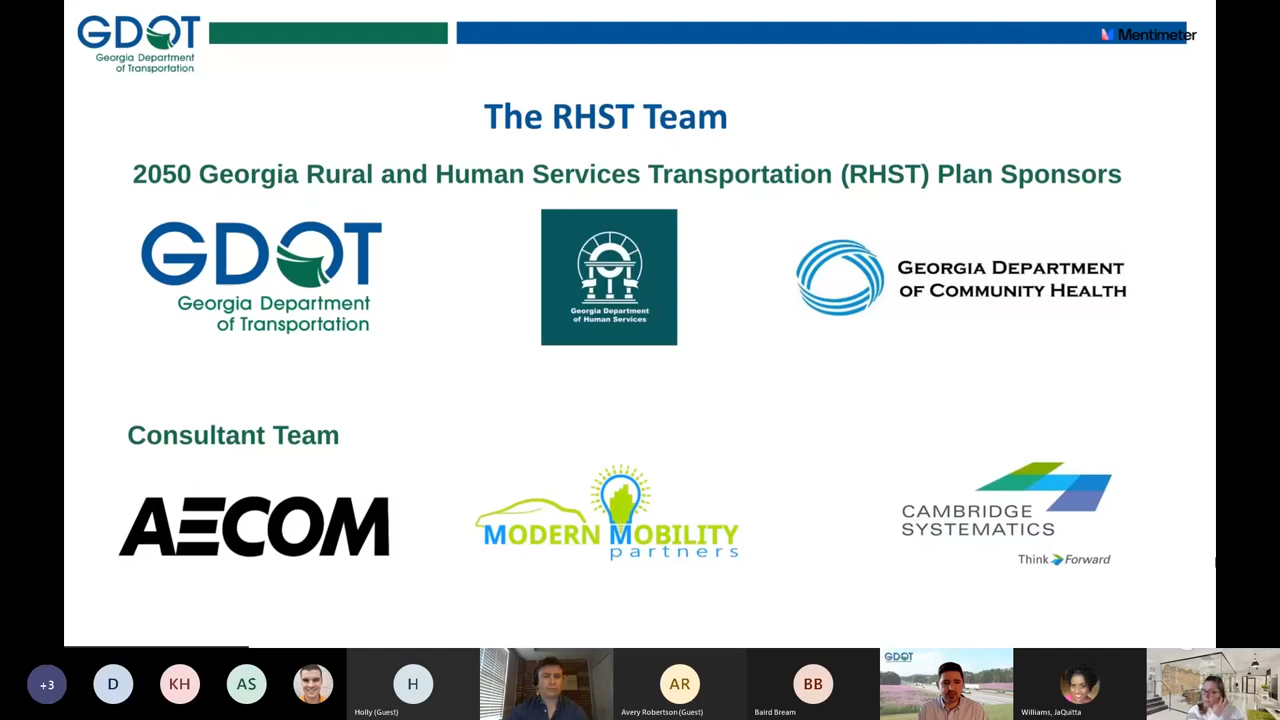 GDOT
Georgia Department
of Transportation
Mentimeter
The RHST Team
2050 Georgia Rural and Human Services Transportation (RHST) Plan Sponsors
GDOT
Georgia Department
of Transportation
Georgia Department
of Human Services
GEORGIA DEPARTMENT
OF COMMUNITY HEALTH
Consultant Team
AECOM
MODERN MOBILITY
partners
CAMBRIDGE
SYSTEMATICS
Think Forward
+3
D
KH
AS
H
Holly (Guest)
AR
Avery Robertson (Guest)
BB
Baird Bream
GDOT
Williams, JaQuitta